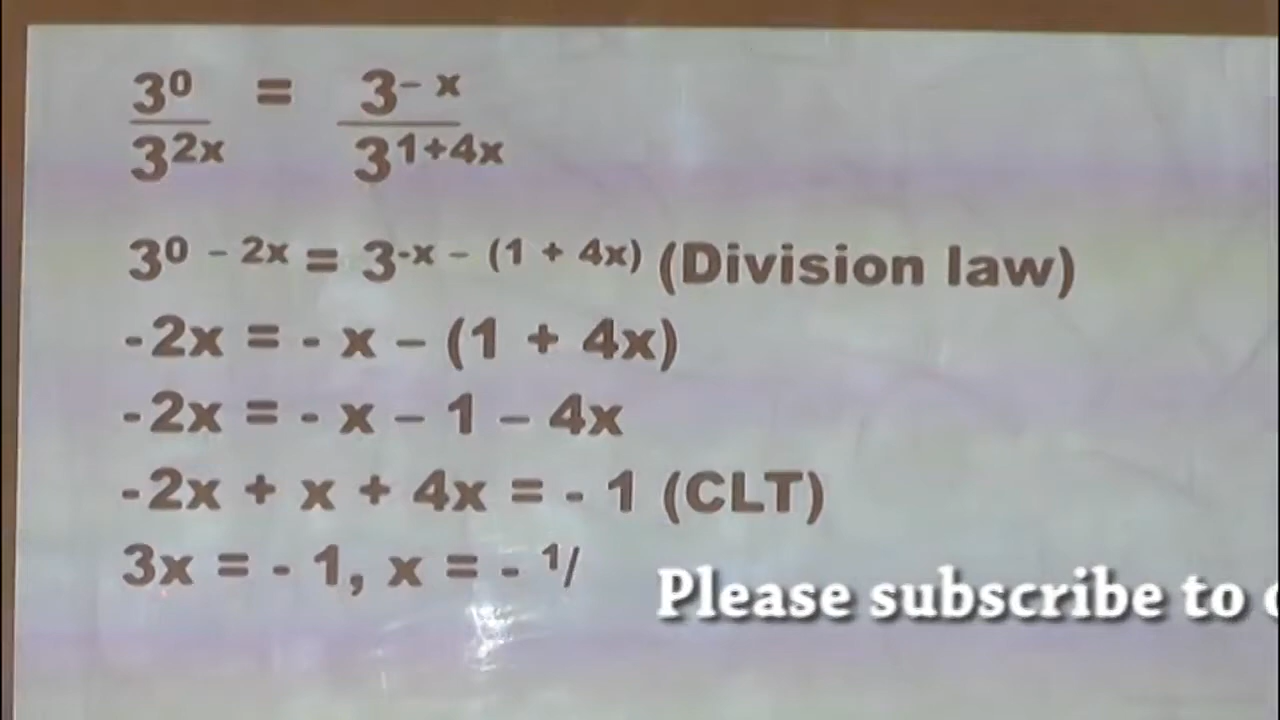 3⁰ = 3⁻ ˣ
3²ˣ 3¹⁺⁴ˣ
3⁰ ⁻ ²ˣ = 3⁻ˣ ⁻ ⁽¹ ⁺ ⁴ˣ⁾ (Division law)
-2x = - x – (1 + 4x)
-2x = - x – 1 – 4x
-2x + x + 4x = - 1 (CLT)
3x = - 1, x = - ¹/
Please subscribe to